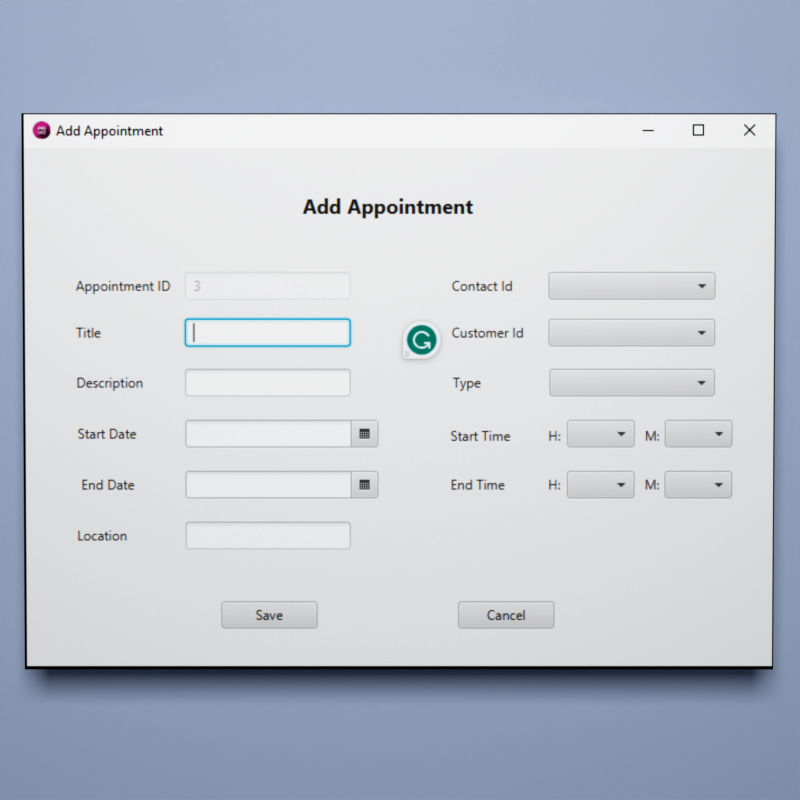 Add Appointment
Add Appointment
Appointment ID 3 Contact Id
Title Customer Id
Description Type
Start Date Start Time H: M:
End Date End Time H: M:
Location
Save Cancel